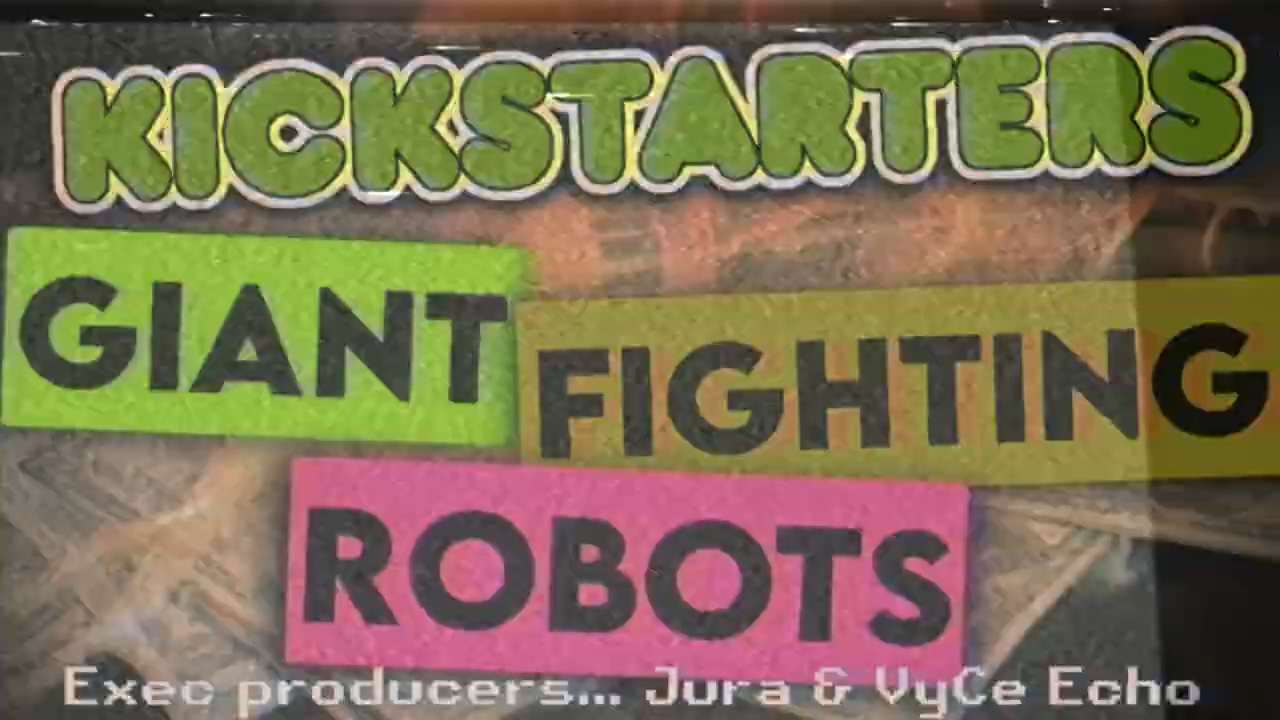 KICKSTARTERS
GIANT FIGHTING
ROBOTS
Exec producers... Jura & VyCe Echo